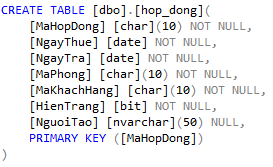 CREATE TABLE [dbo].[hop_dong](
[MaHopDong] [char](10) NOT NULL,
[NgayThue] [date] NOT NULL,
[NgayTra] [date] NOT NULL,
[MaPhong] [char](10) NOT NULL,
[MaKhachHang] [char](10) NOT NULL,
[HienTrang] [bit] NOT NULL,
[NguoiTao] [nvarchar](50) NULL,
PRIMARY KEY ([MaHopDong])
)